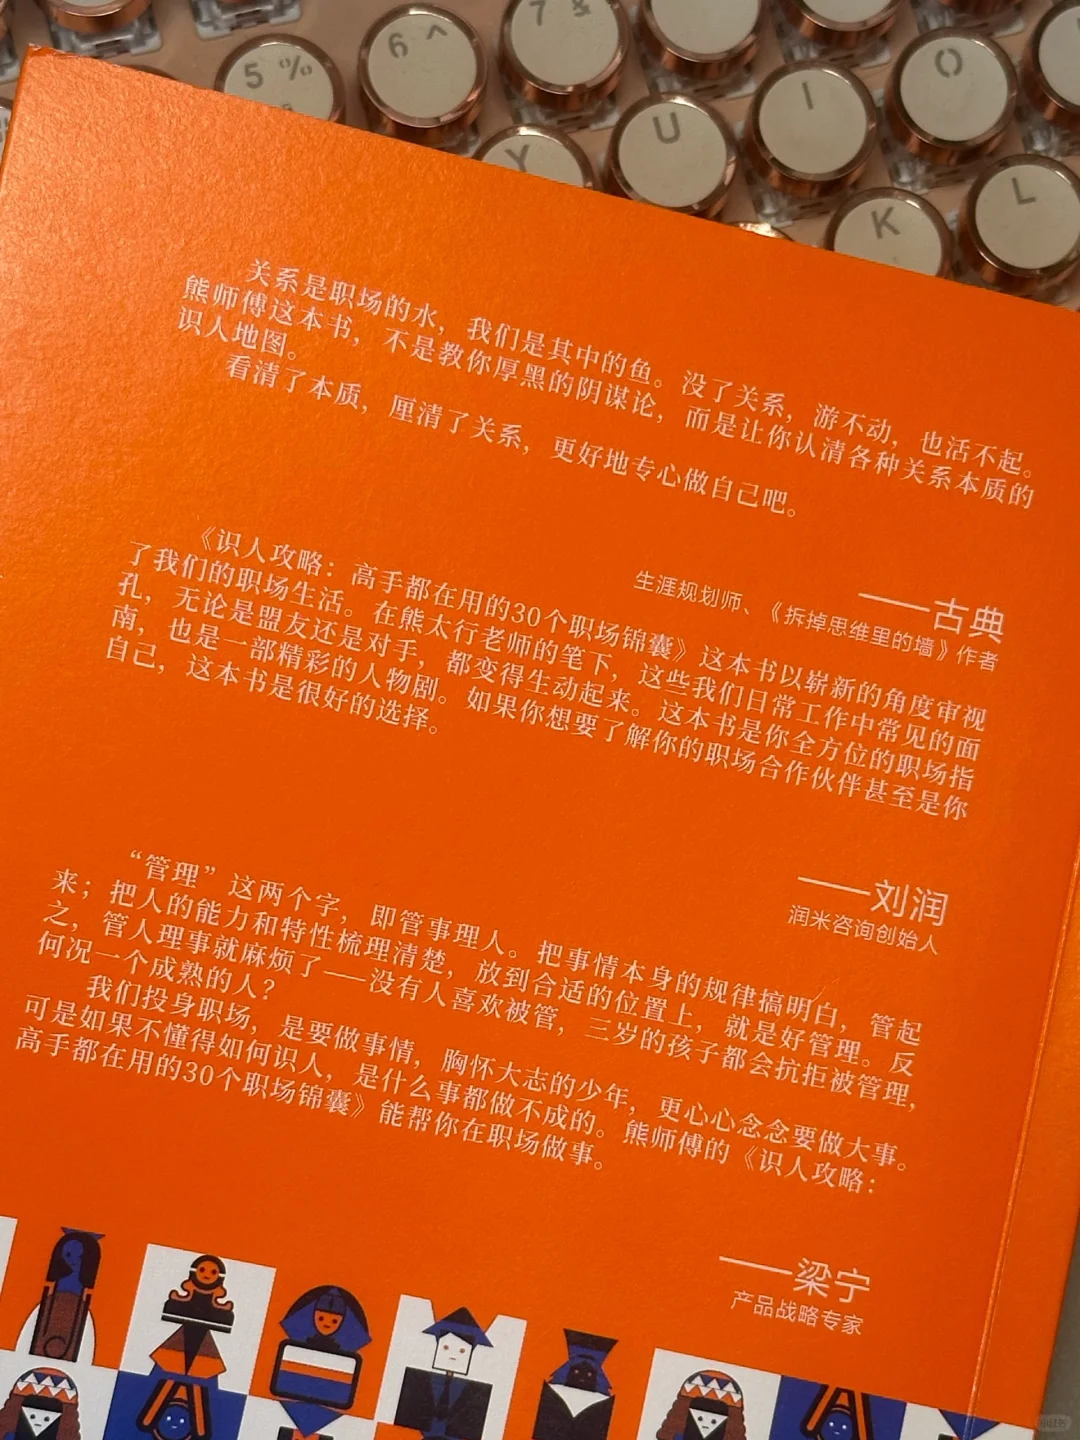 5 %
6 ^
7 &
Y
U
I
O
K
L
关系是职场的水，我们是其中的鱼。没了关系，游不动，也活不起。
熊师傅这本书，不是教你厚黑的阴谋论，而是让你认清各种关系本质的
识人地图。
看清了本质，厘清了关系，更好地专心做自己吧。
——古典
生涯规划师、《拆掉思维里的墙》作者
《识人攻略：高手都在用的30个职场锦囊》这本书以崭新的角度审视
了我们的职场生活。在熊太行老师的笔下，这些我们日常工作中常见的面
孔，无论是盟友还是对手，都变得生动起来。这本书是你全方位的职场指
南，也是一部精彩的人物剧。如果你想要了解你的职场合作伙伴甚至是你
自己，这本书是很好的选择。
——刘润
润米咨询创始人
“管理”这两个字，即管事理人。把事情本身的规律搞明白，管起
来；把人的能力和特性梳理清楚，放到合适的位置上，就是好管理。反
之，管人理事就麻烦了——没有人喜欢被管，三岁的孩子都会抗拒被管理，
何况一个成熟的人？
我们投身职场，是要做事情，胸怀大志的少年，更心心念念要做大事。
可是如果不懂得如何识人，是什么事都做不成的。熊师傅的《识人攻略：
高手都在用的30个职场锦囊》能帮你在职场做事。
——梁宁
产品战略专家
小红书